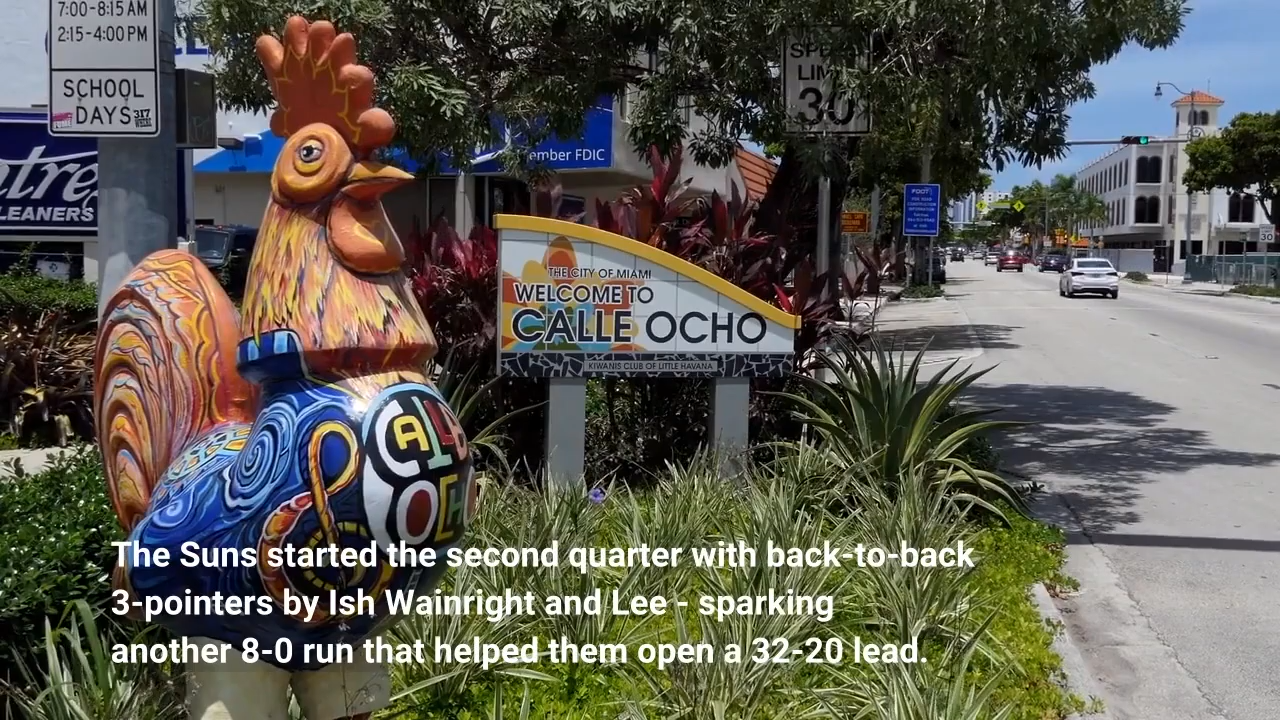 7:00-8:15 AM
2:15-4:00 PM
SCHOOL
DAYS
SPEED
LIMIT
30
LEANERS
ember FDIC
THE CITY OF MIAMI
WELCOME TO
CALLE OCHO
KIWANIS CLUB OF LITTLE HAVANA
CALLE
OCH
30
The Suns started the second quarter with back-to-back
3-pointers by Ish Wainright and Lee - sparking
another 8-0 run that helped them open a 32-20 lead.